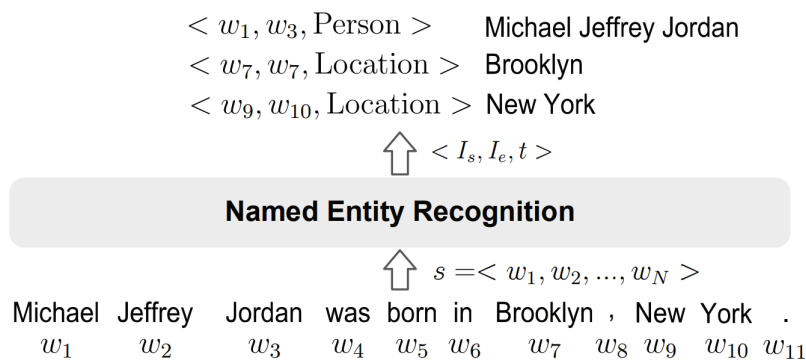 < w₁, w₃, Person > Michael Jeffrey Jordan
< w₇, w₇, Location > Brooklyn
< w₉, w₁₀, Location > New York
< Iₛ, Iₑ, t >
Named Entity Recognition
s =< w₁, w₂, ..., w_N >
Michael Jeffrey Jordan was born in Brooklyn , New York .
w₁ w₂ w₃ w₄ w₅ w₆ w₇ w₈ w₉ w₁₀ w₁₁